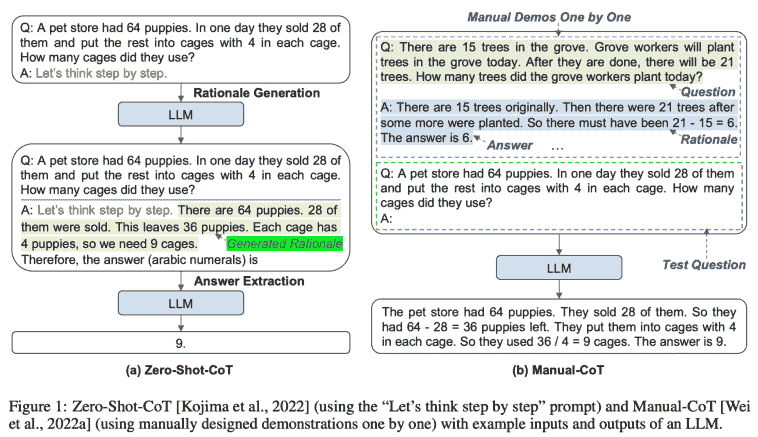 Q: A pet store had 64 puppies. In one day they sold 28 of
them and put the rest into cages with 4 in each cage.
How many cages did they use?
A: Let's think step by step.
Rationale Generation
LLM
Q: A pet store had 64 puppies. In one day they sold 28 of
them and put the rest into cages with 4 in each cage.
How many cages did they use?
A: Let's think step by step. There are 64 puppies. 28 of
them were sold. This leaves 36 puppies. Each cage has
4 puppies, so we need 9 cages.
Generated Rationale
Therefore, the answer (arabic numerals) is
Answer Extraction
LLM
9.
(a) Zero-Shot-CoT
Manual Demos One by One
Q: There are 15 trees in the grove. Grove workers will plant
trees in the grove today. After they are done, there will be 21
trees. How many trees did the grove workers plant today?
Question
A: There are 15 trees originally. Then there were 21 trees after
some more were planted. So there must have been 21 - 15 = 6.
The answer is 6.
Rationale
Answer
...
Q: A pet store had 64 puppies. In one day they sold 28 of them
and put the rest into cages with 4 in each cage. How many
cages did they use?
A:
LLM
Test Question
The pet store had 64 puppies. They sold 28 of them. So they
had 64 - 28 = 36 puppies left. They put them into cages with 4
in each cage. So they used 36 / 4 = 9 cages. The answer is 9.
(b) Manual-CoT
Figure 1: Zero-Shot-CoT [Kojima et al., 2022] (using the “Let's think step by step” prompt) and Manual-CoT [Wei
et al., 2022a] (using manually designed demonstrations one by one) with example inputs and outputs of an LLM.